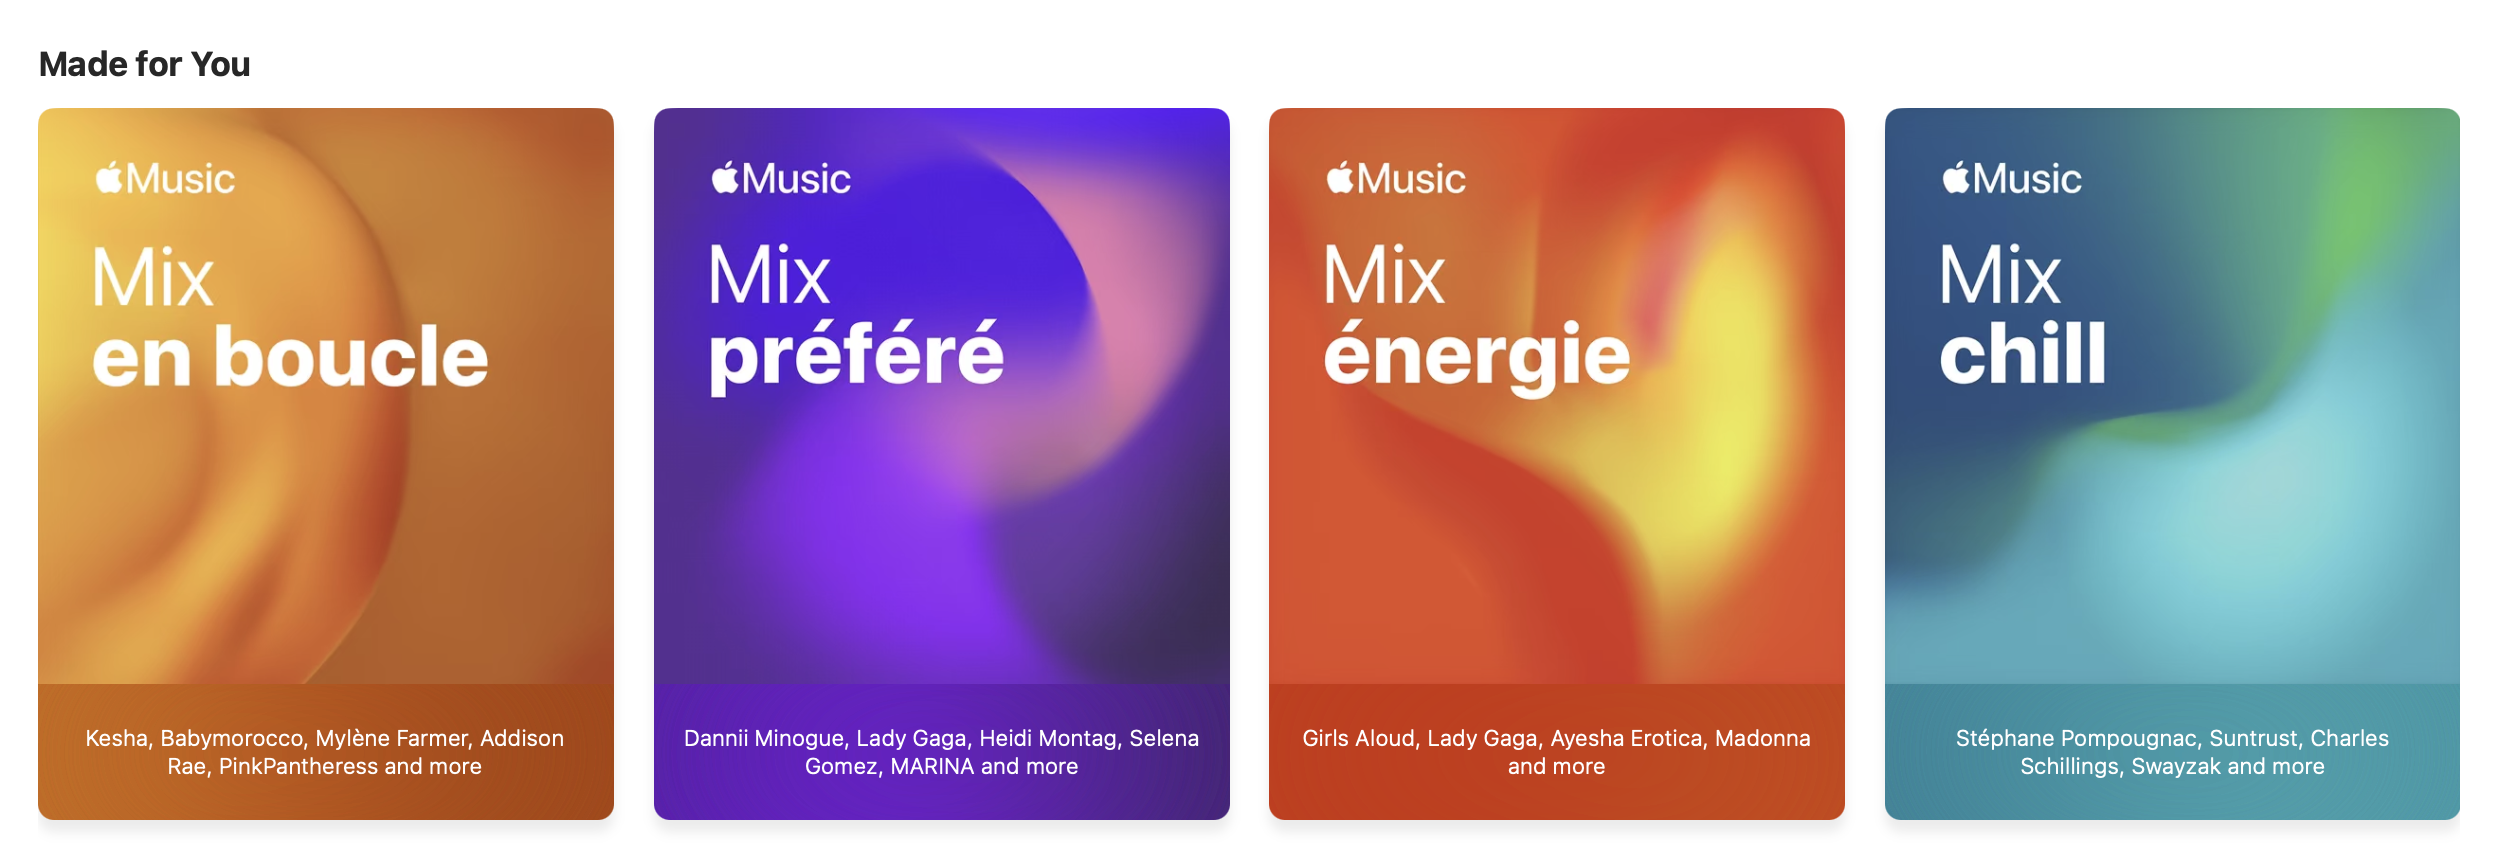 Made for You
Music
Mix
en boucle
Kesha, Babymorocco, Mylène Farmer, Addison
Rae, PinkPantheress and more
Music
Mix
préféré
Dannii Minogue, Lady Gaga, Heidi Montag, Selena
Gomez, MARINA and more
Music
Mix
énergie
Girls Aloud, Lady Gaga, Ayesha Erotica, Madonna
and more
Music
Mix
chill
Stéphane Pompougnac, Suntrust, Charles
Schillings, Swayzak and more